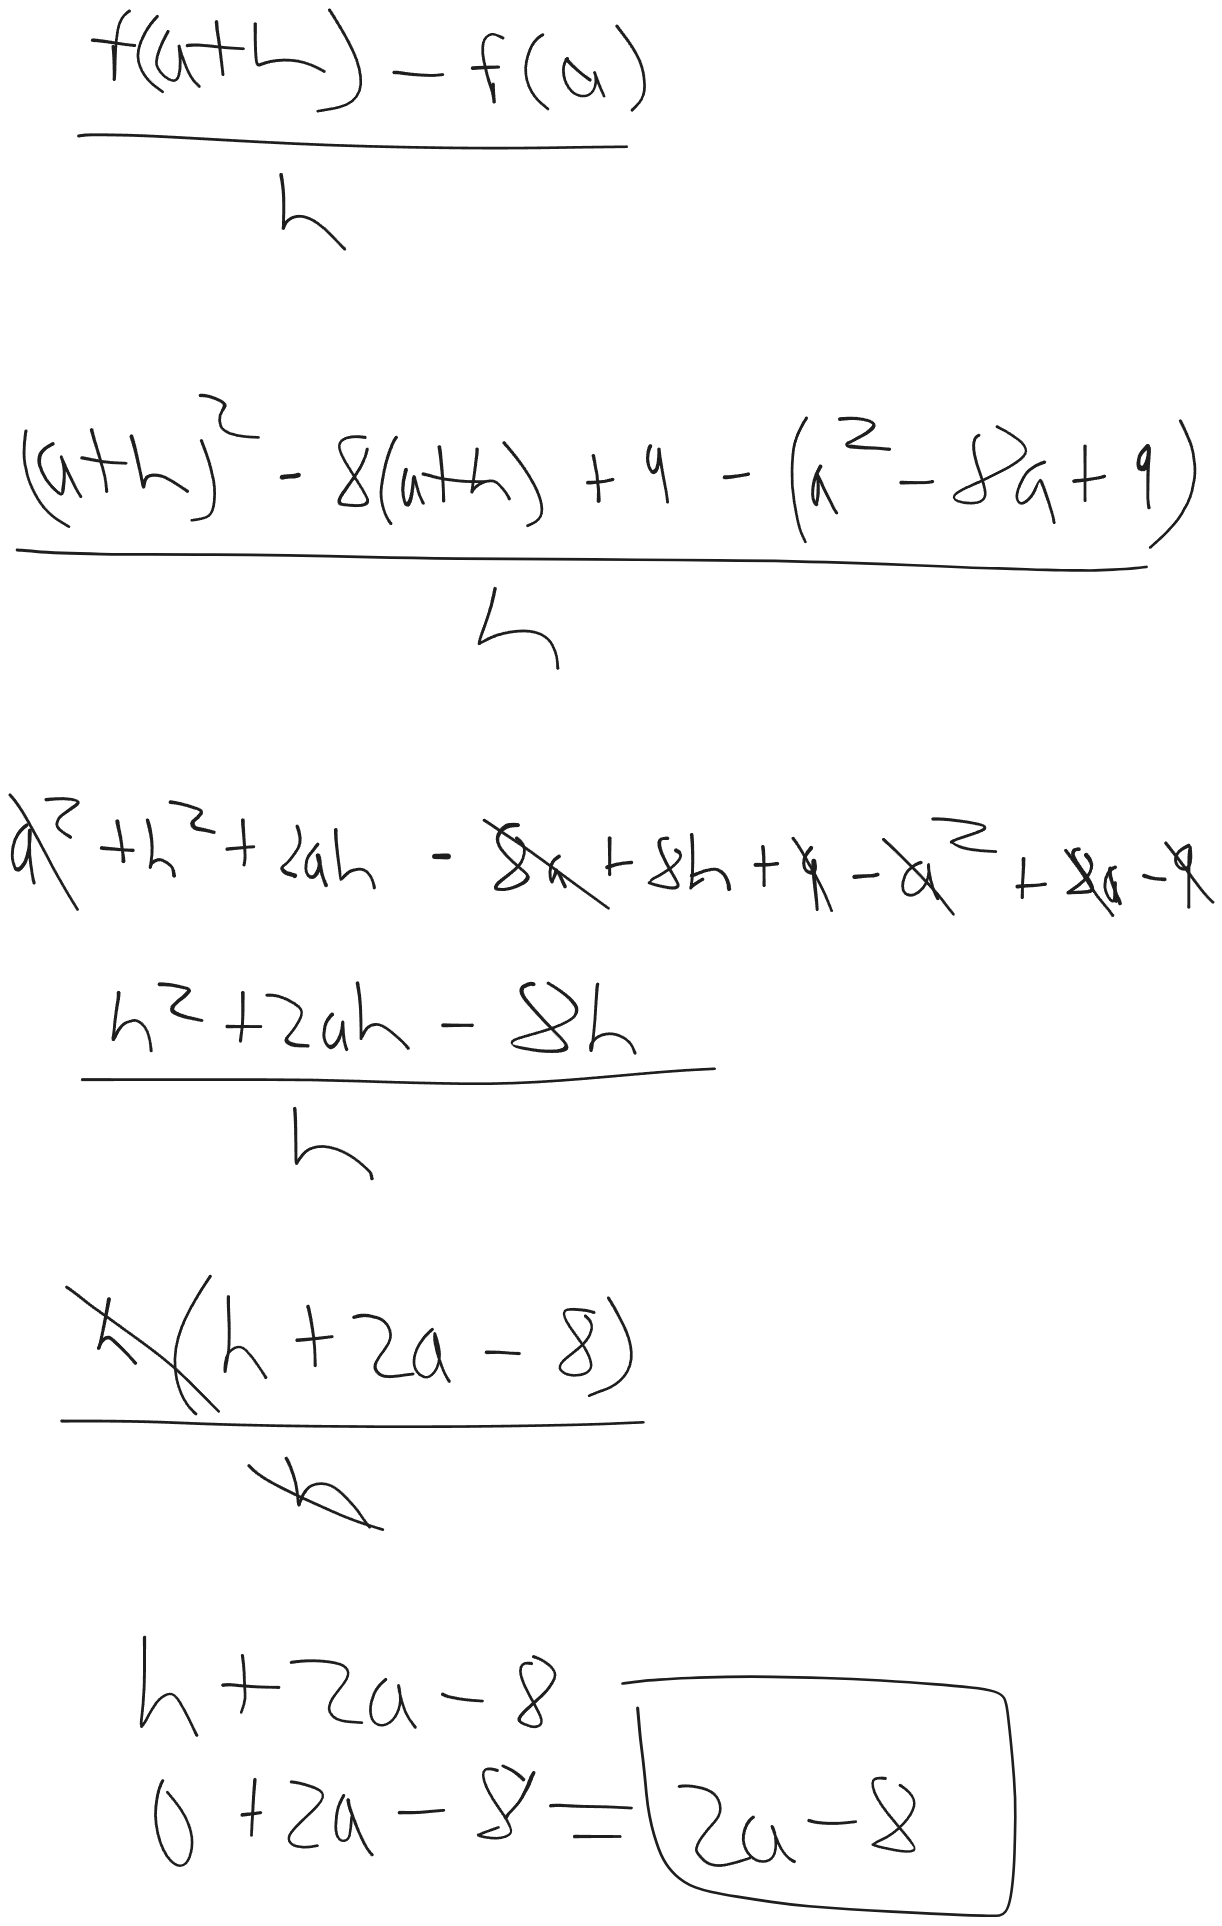 f(a+h) - f(a)
h
(a+h)² - 8(a+h) + 9 - (a² - 8a + 9)
h
a² + h² + 2ah - 8a + 8h + 9 - a² + 8a - 9
h² + 2ah - 8h
h
h(h + 2a - 8)
h
h + 2a - 8
0 + 2a - 8 = 2a - 8